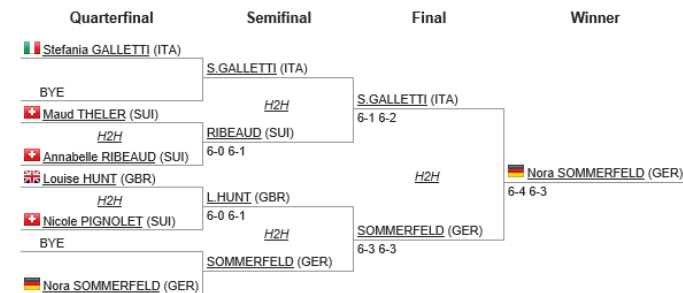 Quarterfinal Semifinal Final Winner
Stefania GALLETTI (ITA)
S.GALLETTI (ITA)
BYE
H2H
S.GALLETTI (ITA)
Maud THELER (SUI)
6-1 6-2
H2H
RIBEAUD (SUI)
Annabelle RIBEAUD (SUI)
6-0 6-1
Louise HUNT (GBR)
H2H
Nora SOMMERFELD (GER)
H2H
L.HUNT (GBR)
6-4 6-3
Nicole PIGNOLET (SUI)
6-0 6-1
H2H
SOMMERFELD (GER)
BYE
6-3 6-3
SOMMERFELD (GER)
Nora SOMMERFELD (GER)